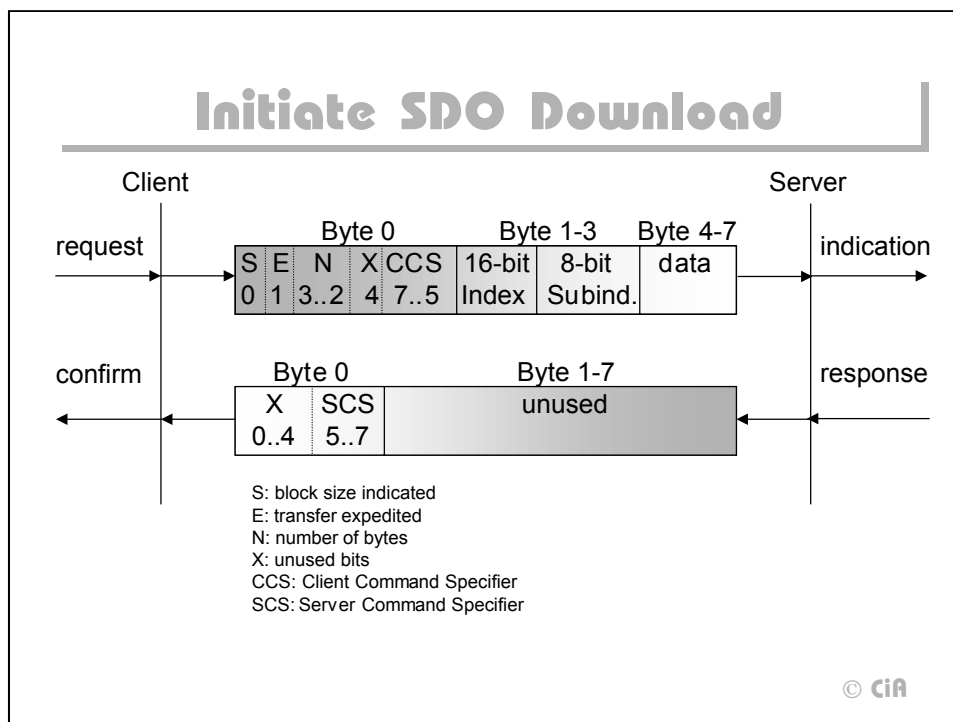 Initiate SDO Download
Client Server
Byte 0 Byte 1-3 Byte 4-7
request indication
S E N X CCS 16-bit 8-bit data
0 1 3..2 4 7..5 Index Subind.
Byte 0 Byte 1-7
confirm response
X SCS unused
0..4 5..7
S: block size indicated
E: transfer expedited
N: number of bytes
X: unused bits
CCS: Client Command Specifier
SCS: Server Command Specifier
© CiA